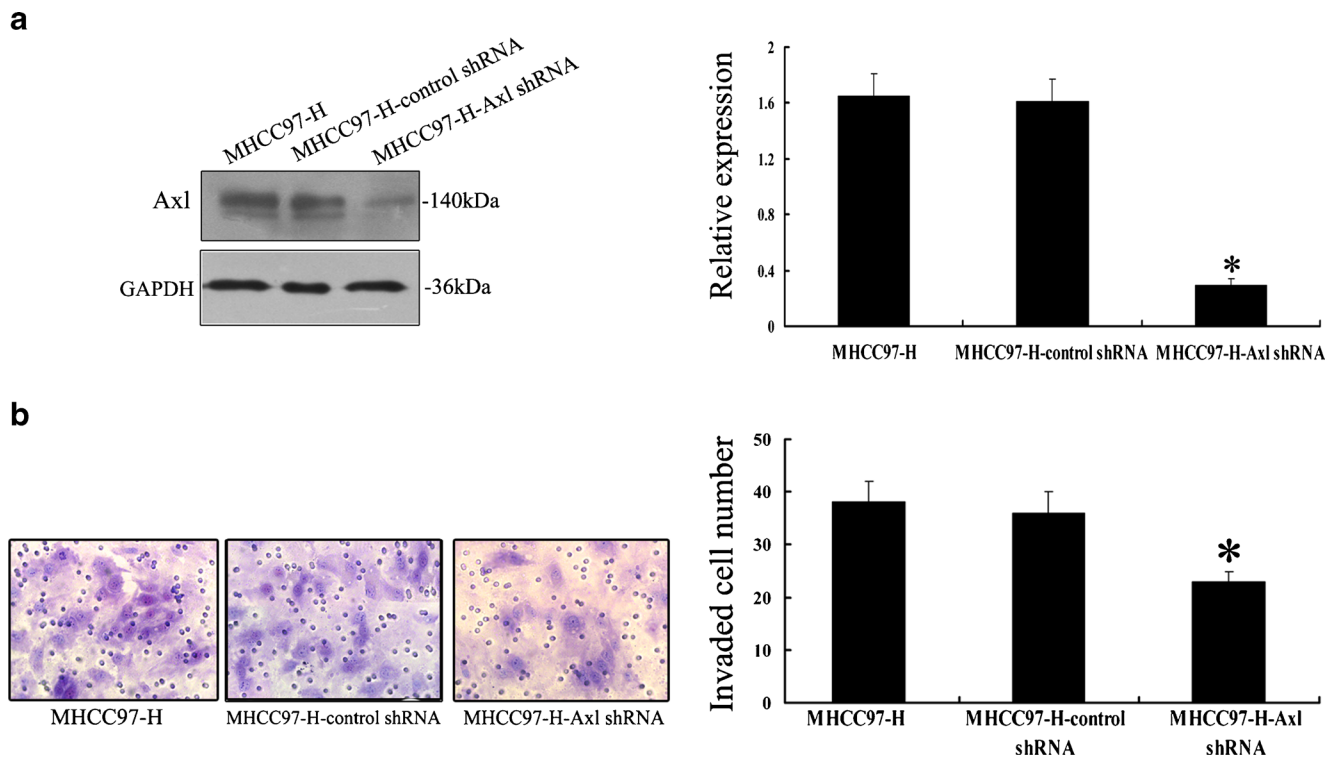 a
MHCC97-H
MHCC97-H-control shRNA
MHCC97-H-Axl shRNA
Axl
-140kDa
GAPDH
-36kDa
Relative expression
2
1.6
1.2
0.8
0.4
0
*
MHCC97-H
MHCC97-H-control shRNA
MHCC97-H-Axl shRNA
b
MHCC97-H
MHCC97-H-control shRNA
MHCC97-H-Axl shRNA
Invaded cell number
50
40
30
20
10
0
*
MHCC97-H
MHCC97-H-control
shRNA
MHCC97-H-Axl
shRNA